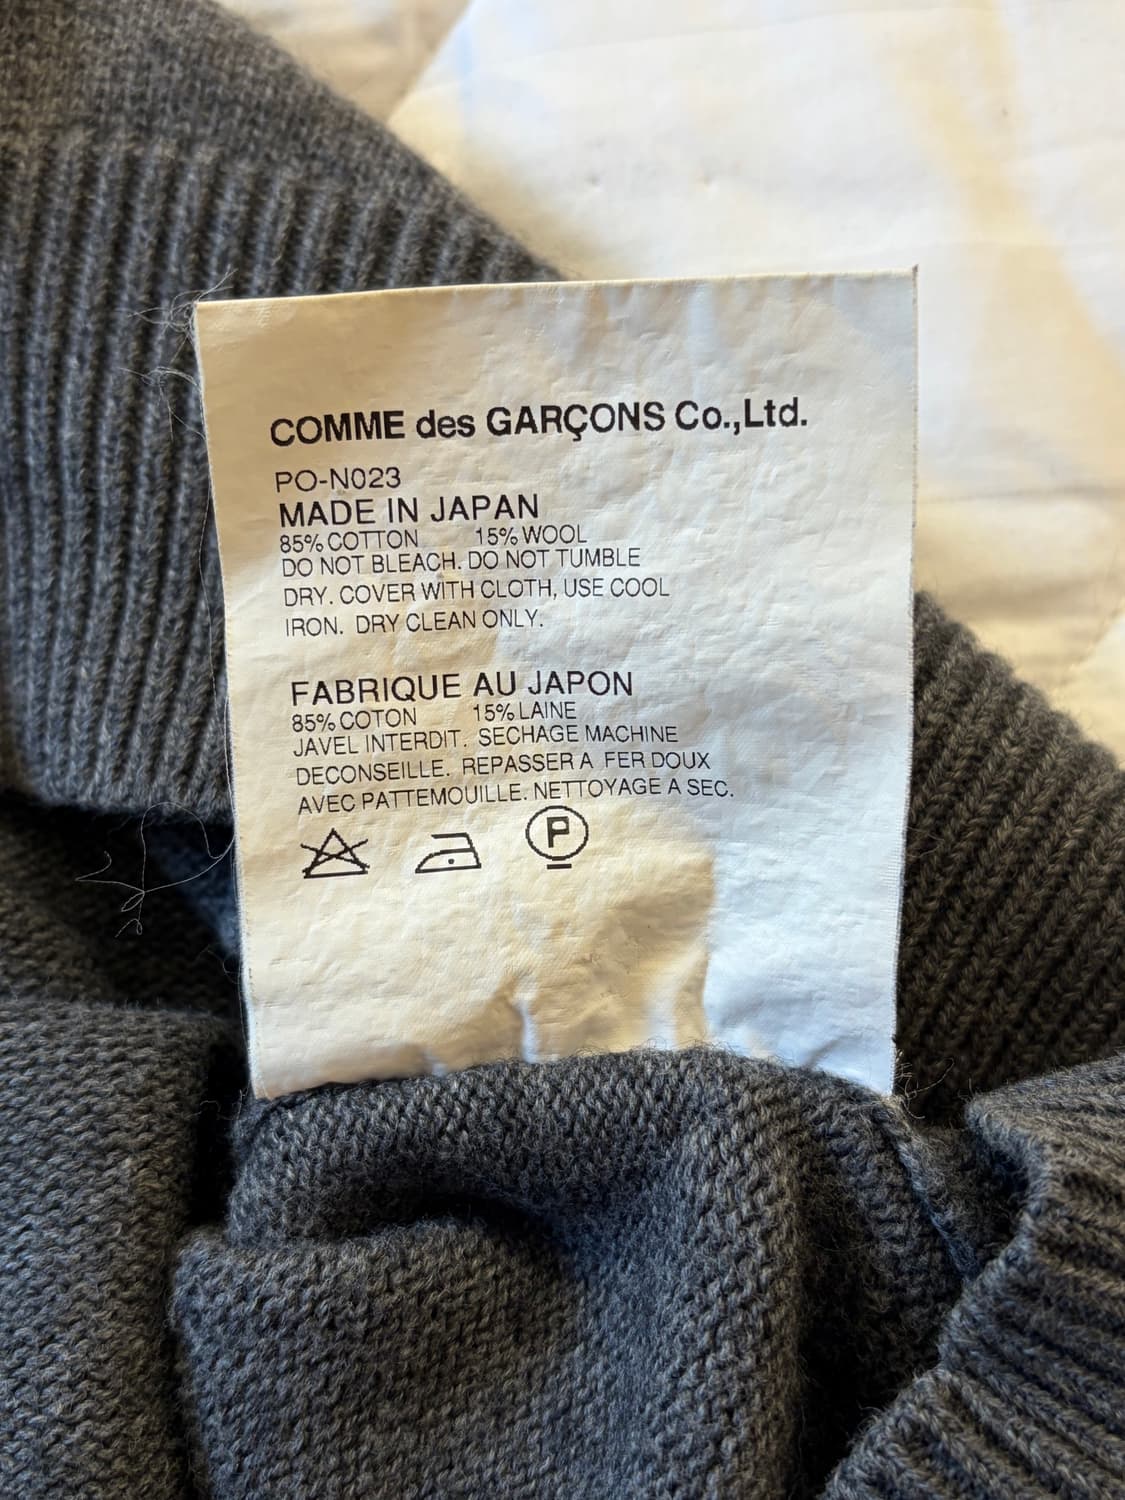 COMME des GARÇONS Co.,Ltd.
PO-N023
MADE IN JAPAN
85% COTTON 15% WOOL
DO NOT BLEACH. DO NOT TUMBLE
DRY. COVER WITH CLOTH, USE COOL
IRON. DRY CLEAN ONLY.
FABRIQUE AU JAPON
85% COTON 15% LAINE
JAVEL INTERDIT. SECHAGE MACHINE
DECONSEILLE. REPASSER A FER DOUX
AVEC PATTEMOUILLE. NETTOYAGE A SEC.
P